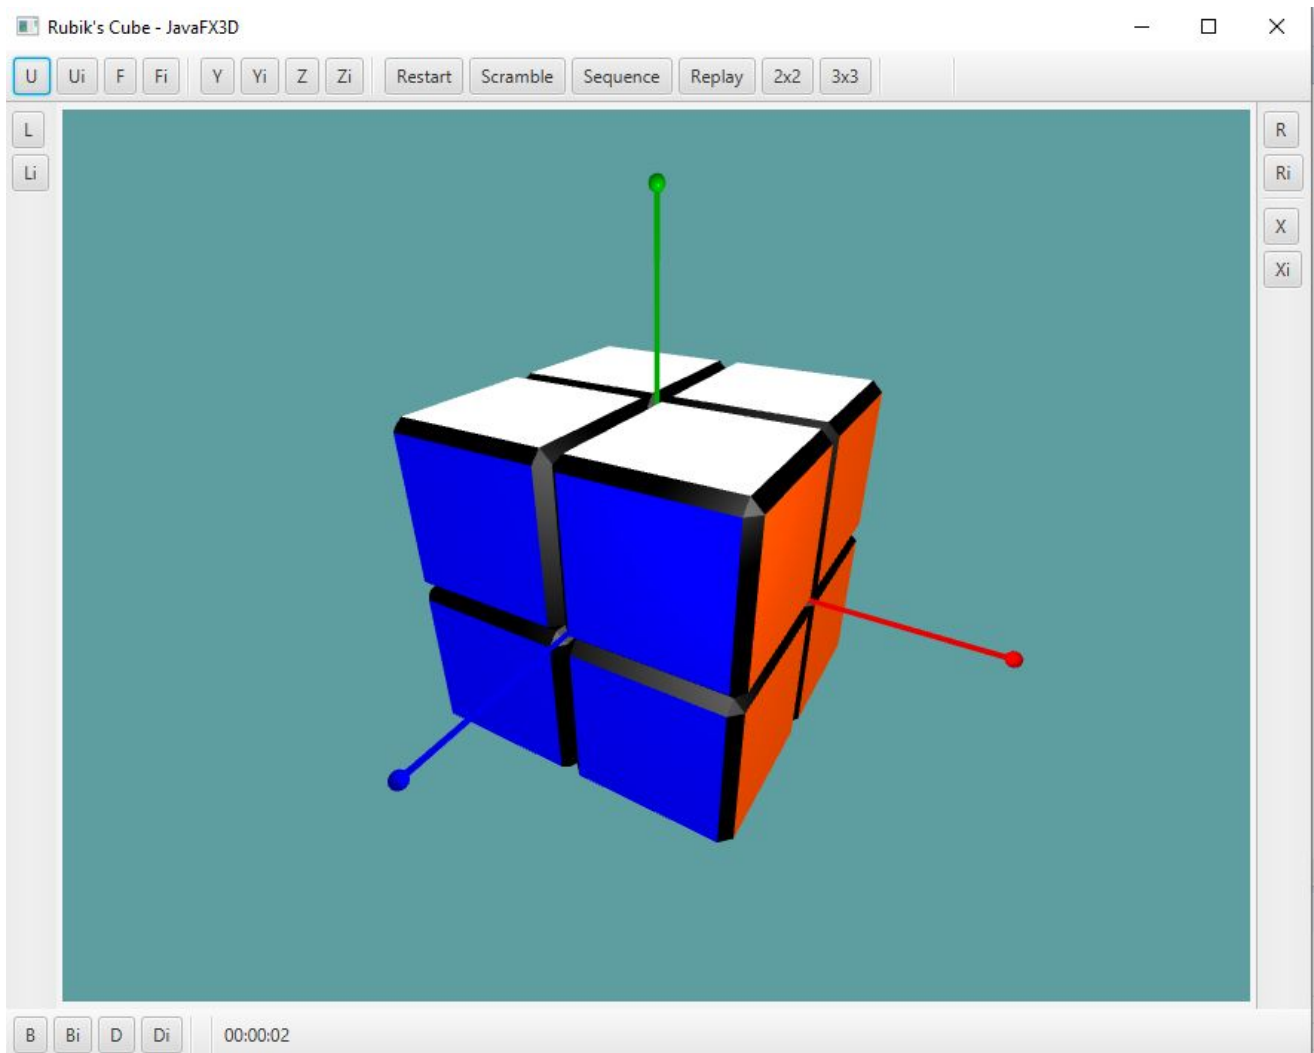 Rubik's Cube - JavaFX3D
U Ui F Fi Y Yi Z Zi Restart Scramble Sequence Replay 2x2 3x3
L
Li
R
Ri
X
Xi
B Bi D Di 00:00:02